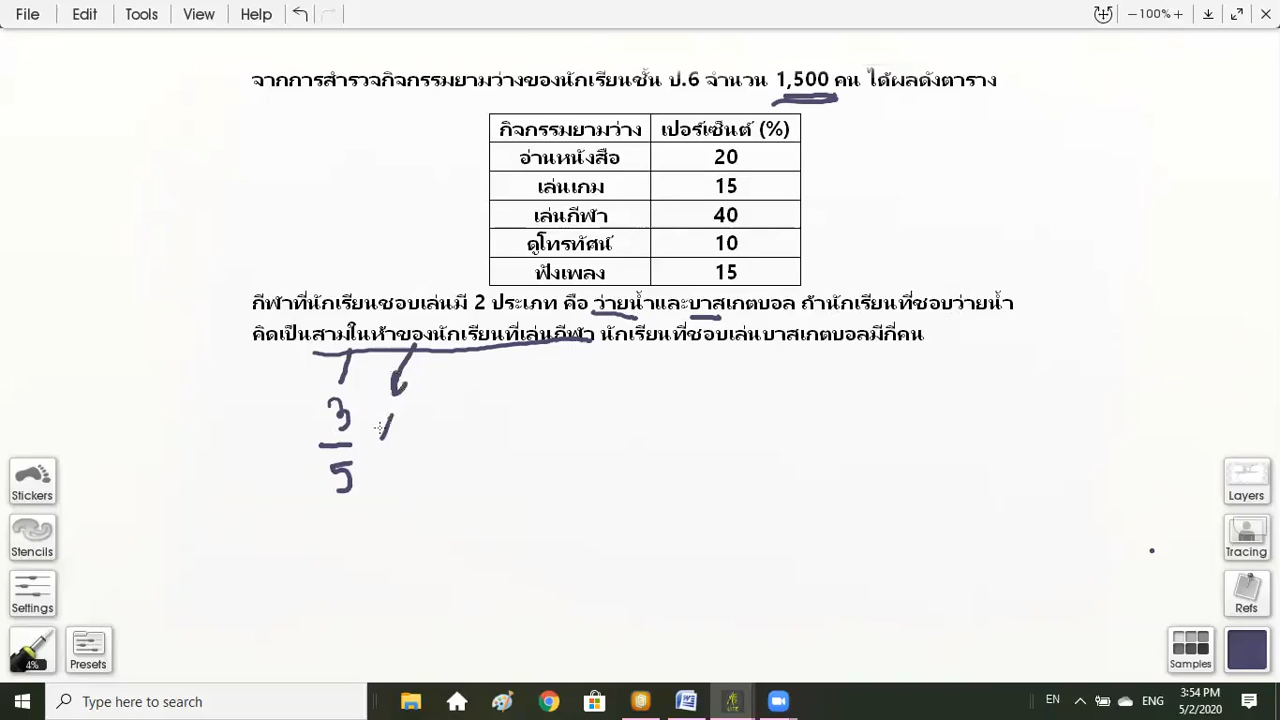 File Edit Tools View Help −100%+
จากการสำรวจกิจกรรมยามว่างของนักเรียนชั้น ป.6 จำนวน 1,500 คน ได้ผลดังตาราง
กิจกรรมยามว่าง เปอร์เซ็นต์ (%)
อ่านหนังสือ 20
เล่นเกม 15
เล่นกีฬา 40
ดูโทรทัศน์ 10
ฟังเพลง 15
กีฬาที่นักเรียนชอบเล่นมี 2 ประเภท คือ ว่ายน้ำและบาสเกตบอล ถ้านักเรียนที่ชอบว่ายน้ำ
คิดเป็นสามในห้าของนักเรียนที่เล่นกีฬา นักเรียนที่ชอบเล่นบาสเกตบอลมีกี่คน
3
5
Stickers
Stencils
Settings
4%
Presets
Layers
Tracing
Refs
Samples
Type here to search
EN
ENG
3:54 PM
5/2/2020